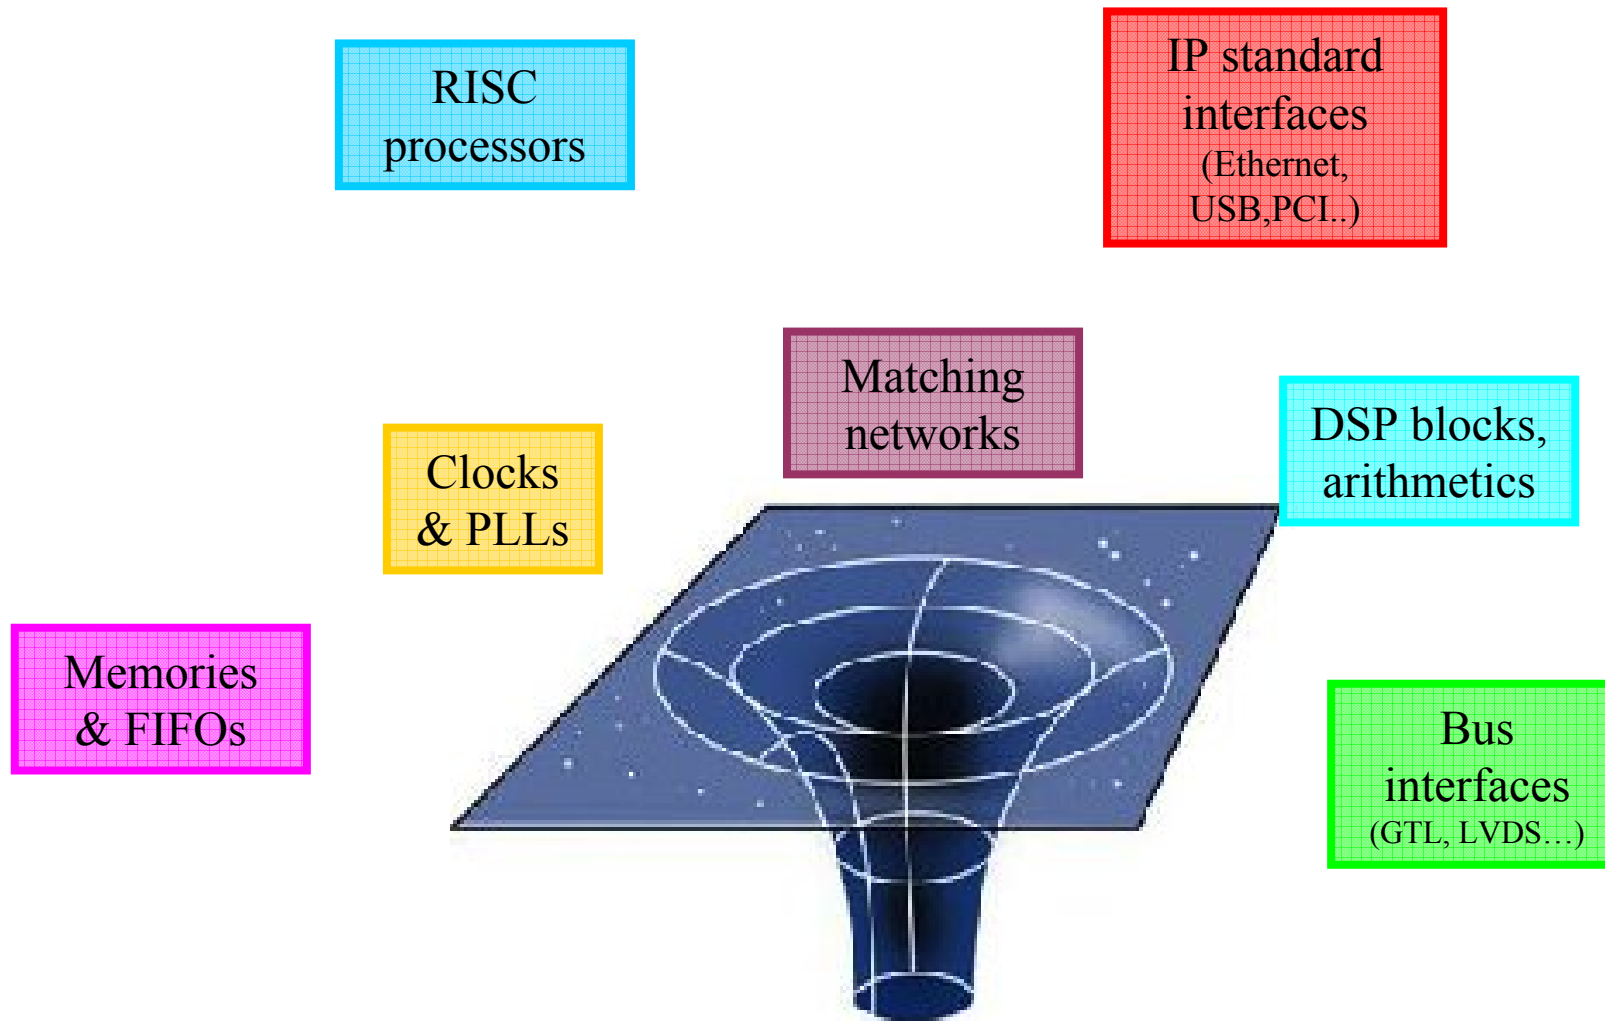 RISC
processors
IP standard
interfaces
(Ethernet,
USB,PCI..)
Matching
networks
DSP blocks,
arithmetics
Clocks
& PLLs
Memories
& FIFOs
Bus
interfaces
(GTL, LVDS…)